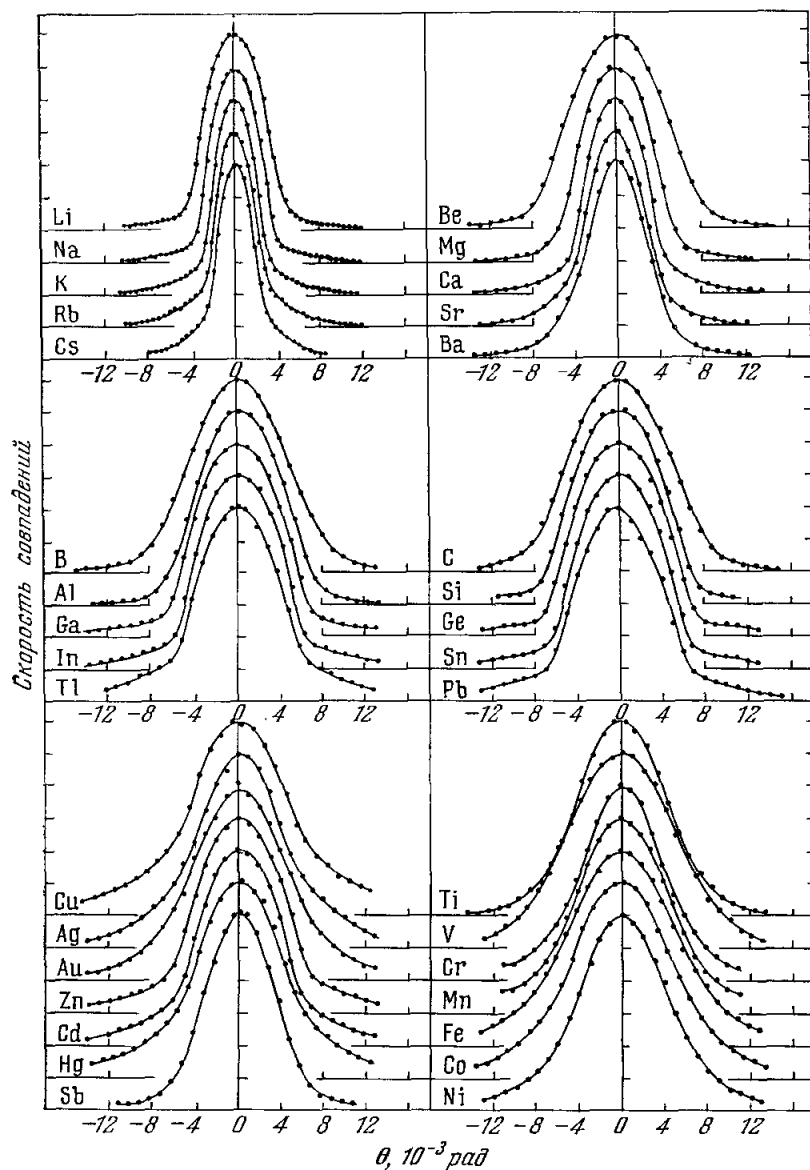 Скорость совпадений
Li
Na
K
Rb
Cs
−12 −8 −4 0 4 8 12
Be
Mg
Ca
Sr
Ba
−12 −8 −4 0 4 8 12
B
Al
Ga
In
Tl
−12 −8 −4 0 4 8 12
C
Si
Ge
Sn
Pb
−12 −8 −4 0 4 8 12
Cu
Ag
Au
Zn
Cd
Hg
Sb
−12 −8 −4 0 4 8 12
Ti
V
Cr
Mn
Fe
Co
Ni
−12 −8 −4 0 4 8 12
θ, 10⁻³ рад